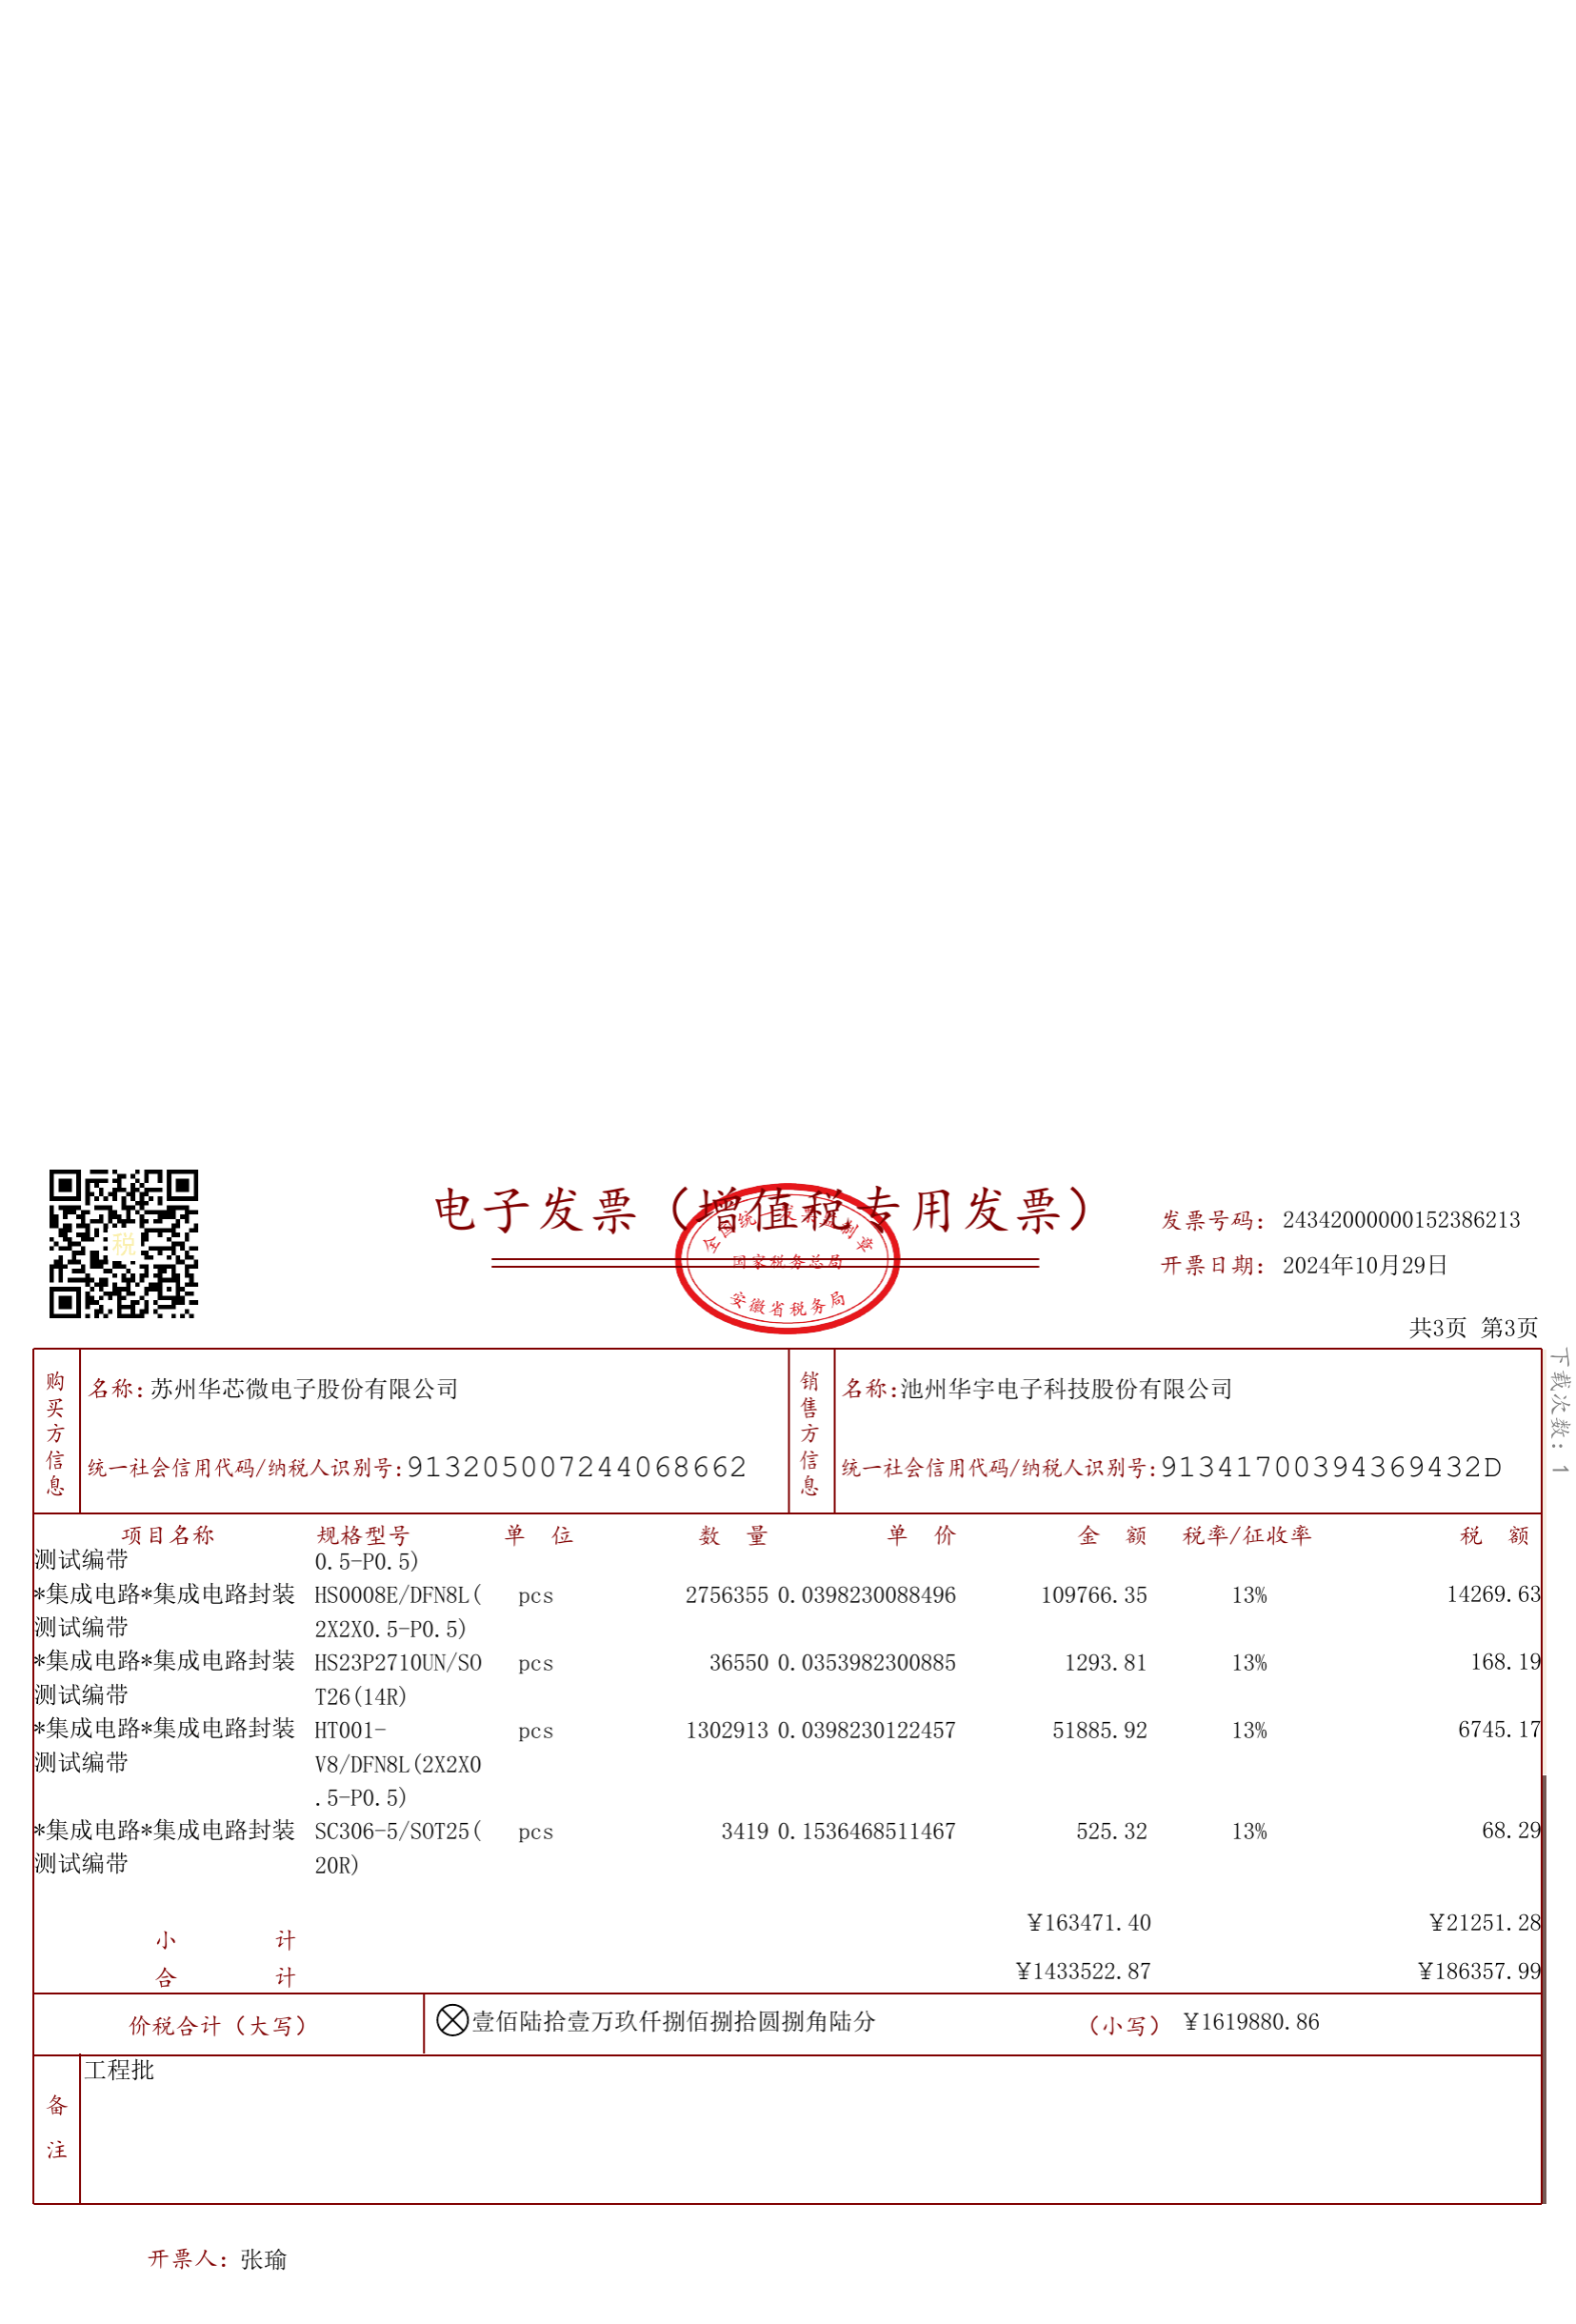 电子发票（增值税专用发票）
全国统一发票监制章
国家税务总局
安徽省税务局
税
发票号码： 24342000000152386213
开票日期： 2024年10月29日
共3页 第3页
下载次数：1
购买方信息
名称：苏州华芯微电子股份有限公司
统一社会信用代码/纳税人识别号：913205007244068662
销售方信息
名称：池州华宇电子科技股份有限公司
统一社会信用代码/纳税人识别号：91341700394369432D
项目名称 规格型号 单 位 数 量 单 价 金 额 税率/征收率 税 额
测试编带 0.5-P0.5)
*集成电路*集成电路封装 HS0008E/DFN8L( pcs 2756355 0.0398230088496 109766.35 13% 14269.63
测试编带 2X2X0.5-P0.5)
*集成电路*集成电路封装 HS23P2710UN/SO pcs 36550 0.0353982300885 1293.81 13% 168.19
测试编带 T26(14R)
*集成电路*集成电路封装 HT001- pcs 1302913 0.0398230122457 51885.92 13% 6745.17
测试编带 V8/DFN8L(2X2X0
.5-P0.5)
*集成电路*集成电路封装 SC306-5/SOT25( pcs 3419 0.1536468511467 525.32 13% 68.29
测试编带 20R)
小 计 ¥163471.40 ¥21251.28
合 计 ¥1433522.87 ¥186357.99
价税合计（大写） 壹佰陆拾壹万玖仟捌佰捌拾圆捌角陆分 （小写） ¥1619880.86
备注
工程批
开票人： 张瑜